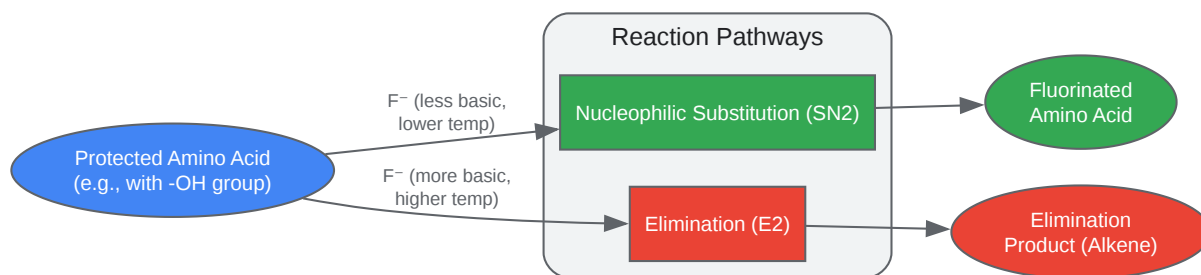 Reaction Pathways
Protected Amino Acid
(e.g., with -OH group)
F⁻ (less basic,
lower temp)
Nucleophilic Substitution (SN2)
Fluorinated
Amino Acid
F⁻ (more basic,
higher temp)
Elimination (E2)
Elimination
Product (Alkene)